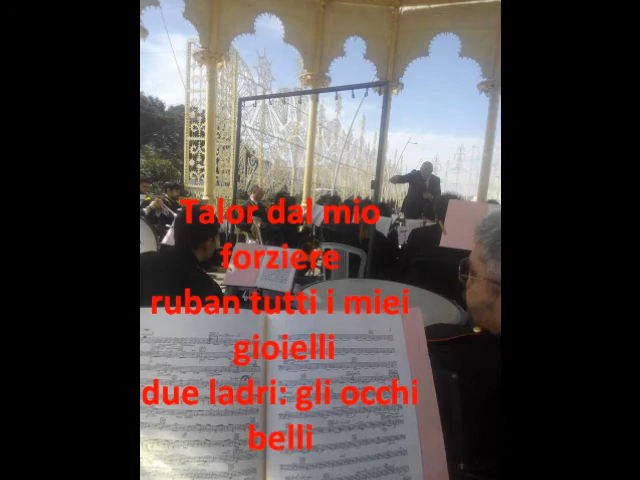 Talor dal mio
forziere
ruban tutti i miei
gioielli
due ladri: gli occhi
belli